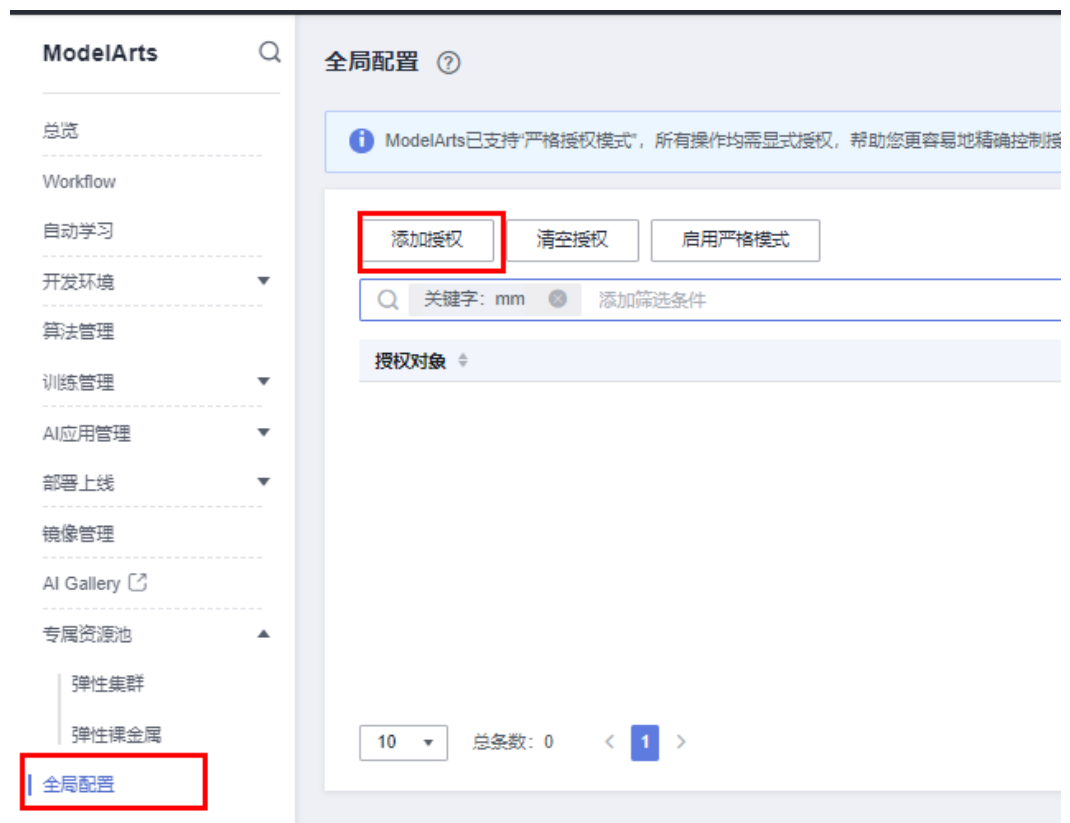 ModelArts
总览
Workflow
自动学习
开发环境
算法管理
训练管理
AI应用管理
部署上线
镜像管理
AI Gallery
专属资源池
弹性集群
弹性裸金属
全局配置
全局配置
ModelArts已支持“严格授权模式”，所有操作均需显式授权，帮助您更容易地精确控制授
添加授权 清空授权 启用严格模式
关键字：mm 添加筛选条件
授权对象
10 总条数：0 1